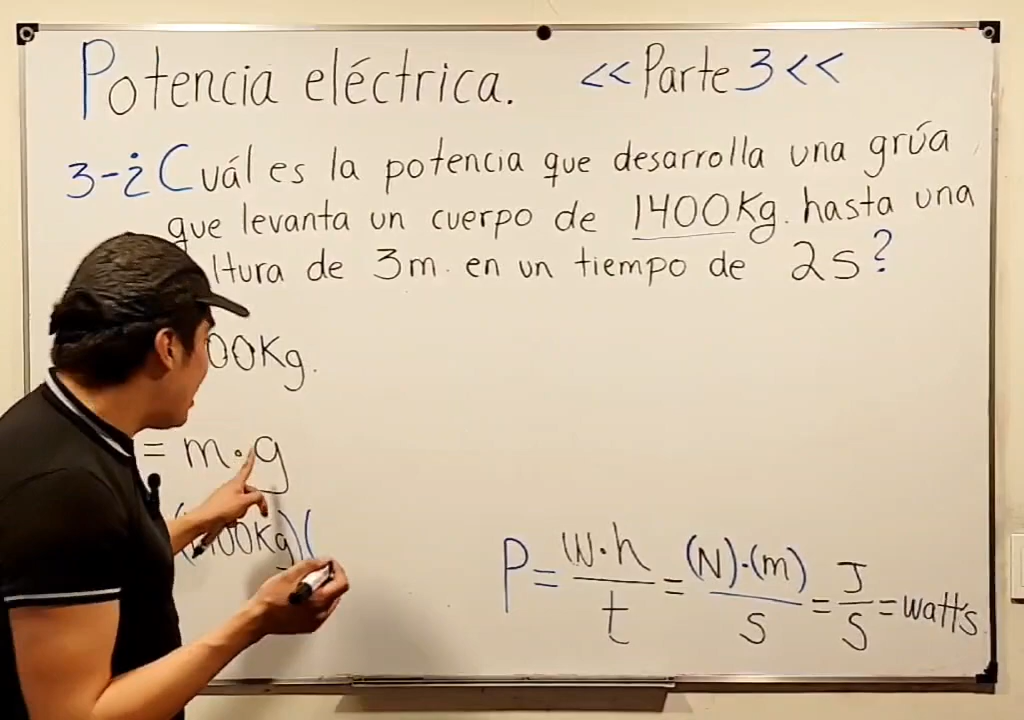 Potencia eléctrica. <<Parte 3<<
3-¿Cuál es la potencia que desarrolla una grúa
que levanta un cuerpo de 1400Kg. hasta una
ltura de 3m. en un tiempo de 2s?
00Kg.
= m·g
(1400Kg)(
P= w·h/t = (N)·(m)/s = J/s = watts